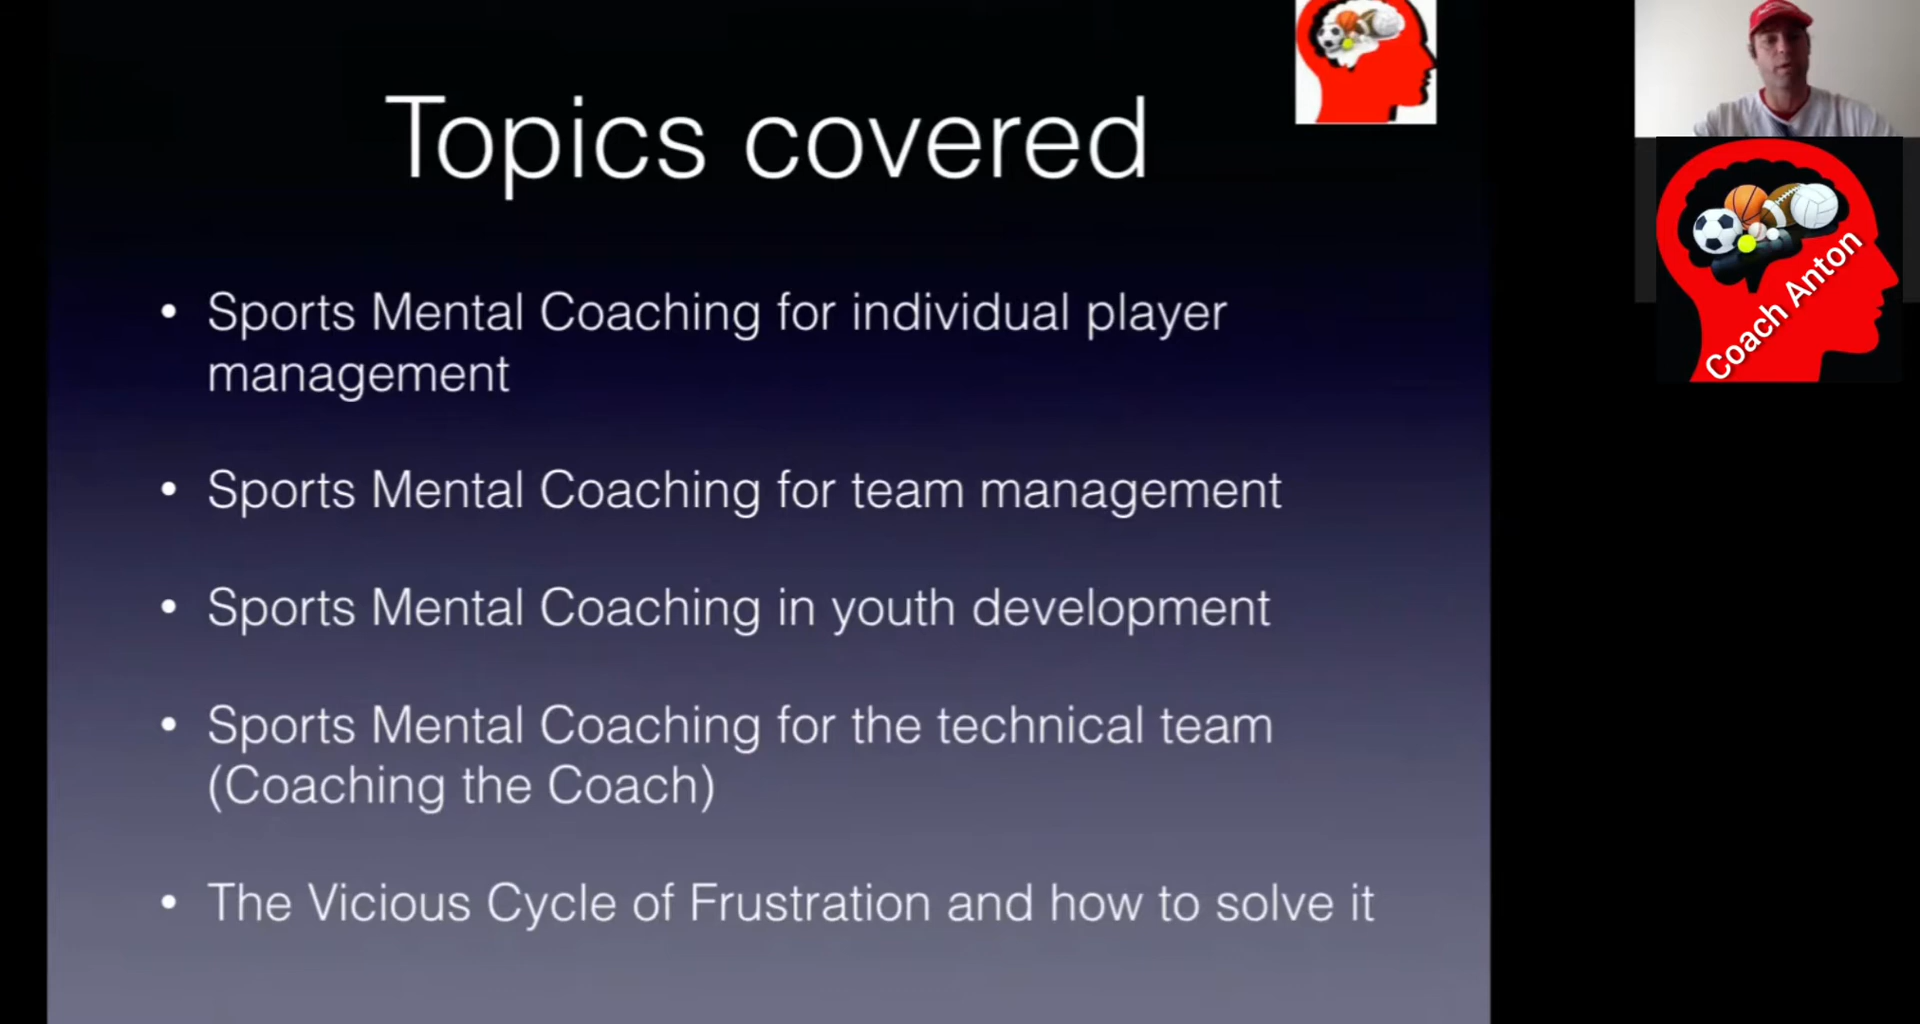 Topics covered
• Sports Mental Coaching for individual player
management
• Sports Mental Coaching for team management
• Sports Mental Coaching in youth development
• Sports Mental Coaching for the technical team
(Coaching the Coach)
• The Vicious Cycle of Frustration and how to solve it
Coach Anton